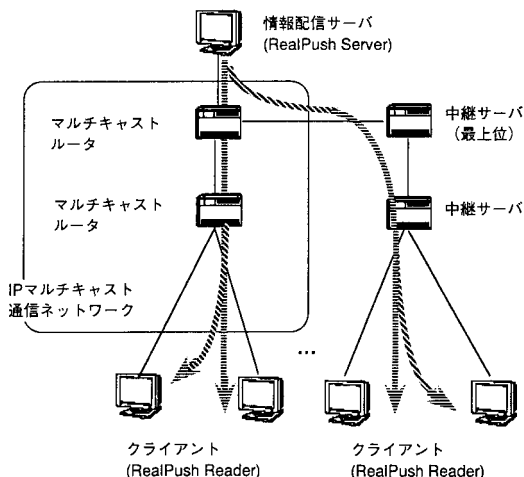 情報配信サーバ
(RealPush Server)
マルチキャスト
ルータ
中継サーバ
(最上位)
マルチキャスト
ルータ
中継サーバ
IPマルチキャスト
通信ネットワーク
...
クライアント
(RealPush Reader)
クライアント
(RealPush Reader)